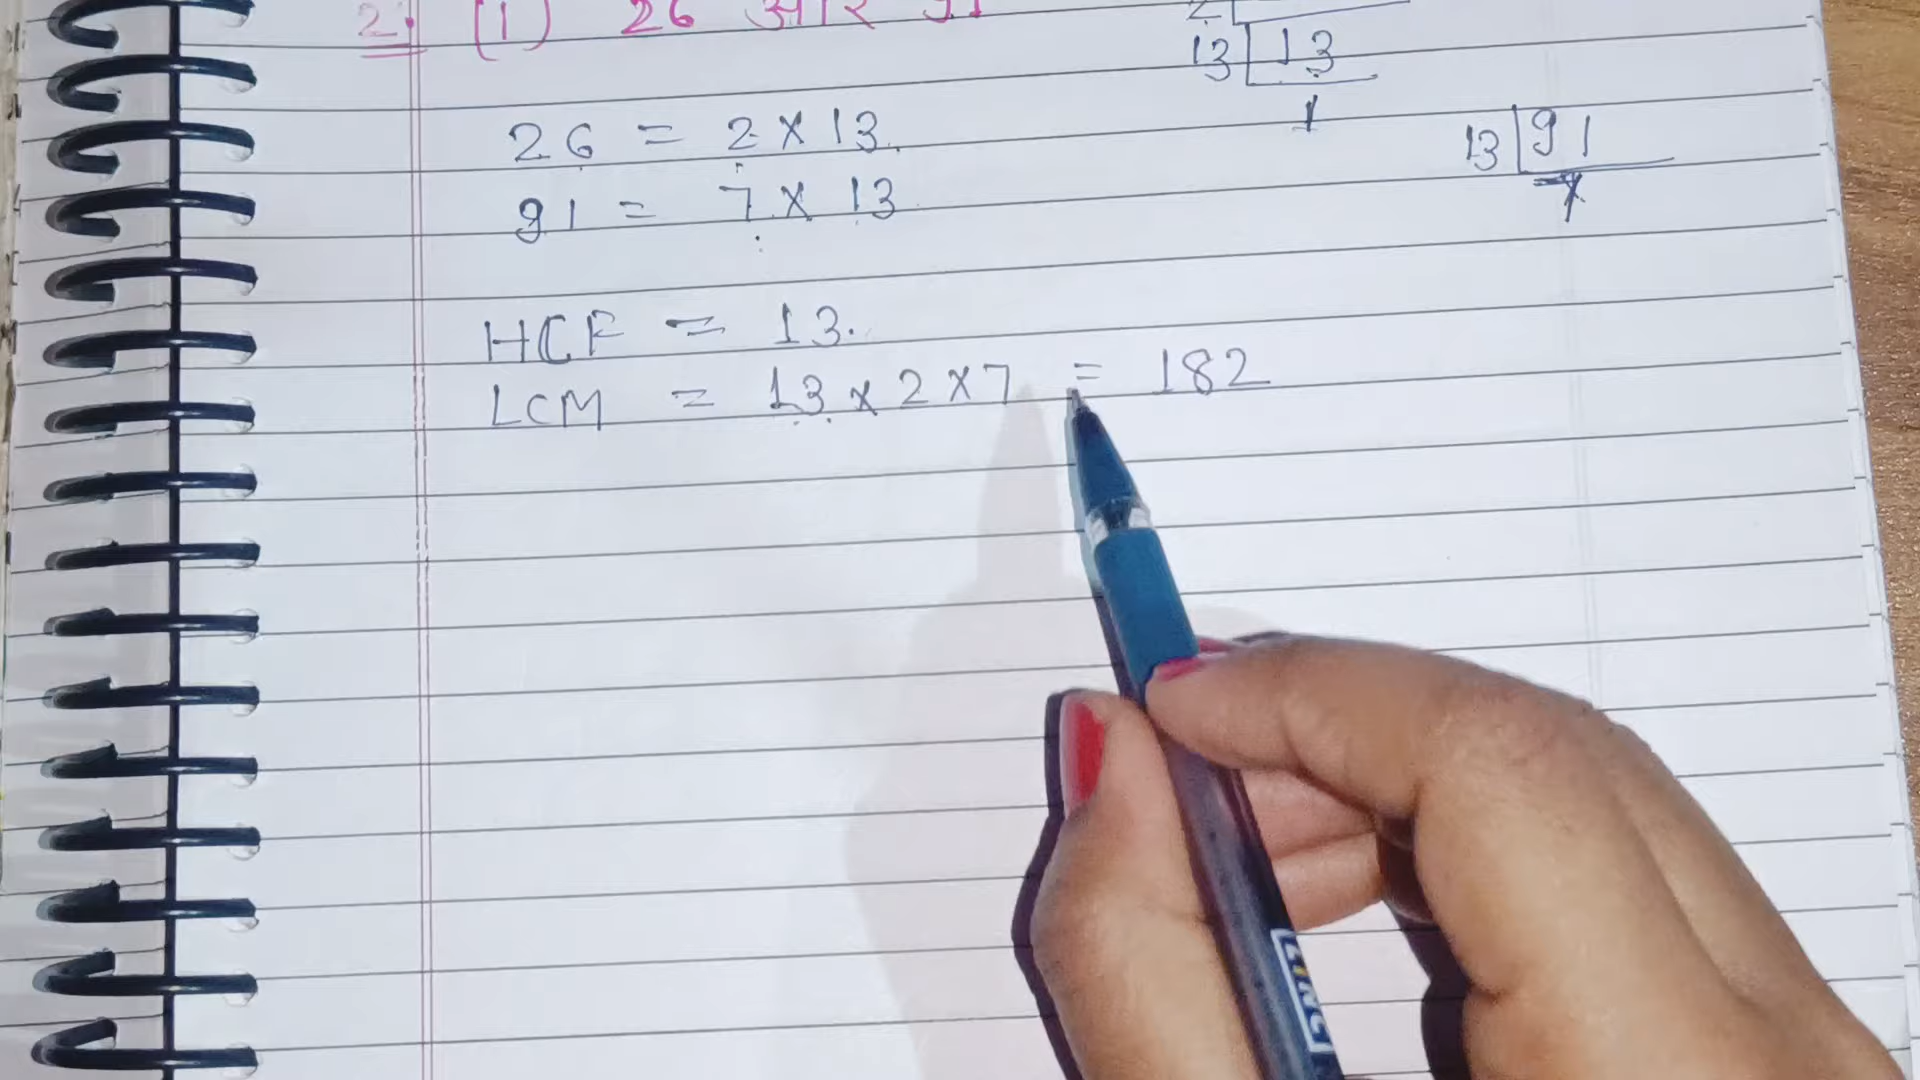 2. (i) 26 और 91
26 = 2 × 13
91 = 7 × 13
HCF = 13.
LCM = 13 × 2 × 7 = 182
2
13 13
1
13 91
7